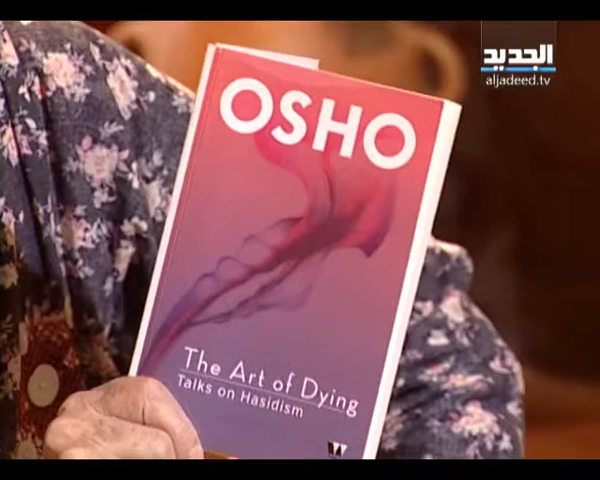 الجديد
aljadeed.tv
OSHO
The Art of Dying
Talks on Hasidism
W